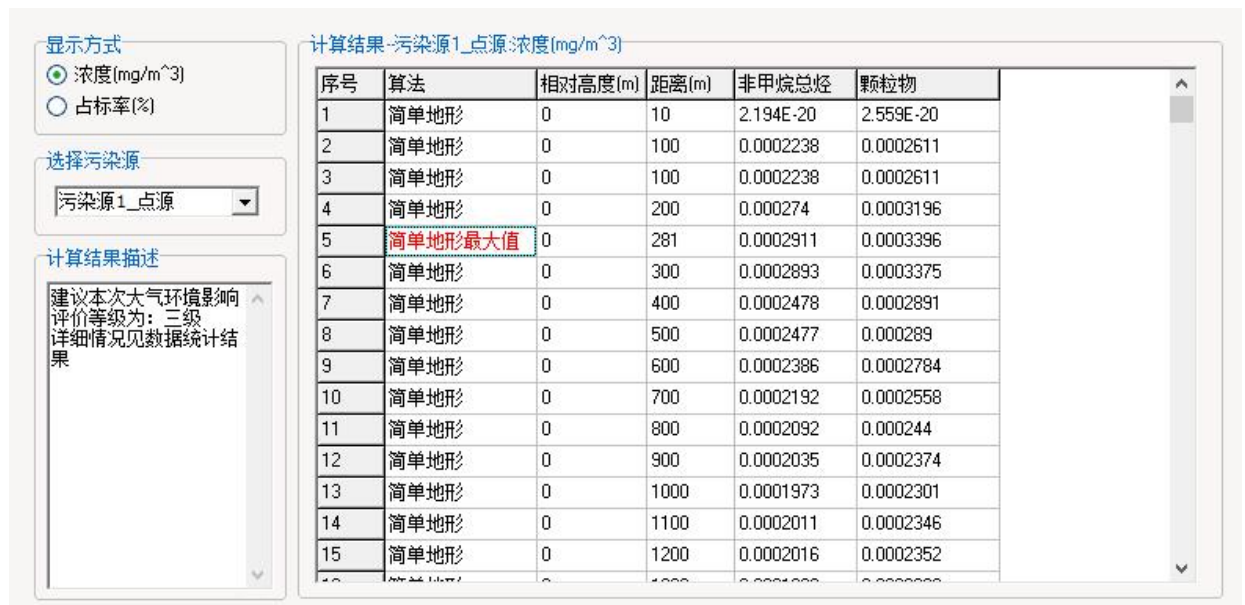 显示方式
浓度(mg/m^3)
占标率(%)
选择污染源
污染源1_点源
计算结果描述
建议本次大气环境影响
评价等级为：三级
详细情况见数据统计结
果
计算结果--污染源1_点源:浓度(mg/m^3)
序号 算法 相对高度(m) 距离(m) 非甲烷总烃 颗粒物
1 简单地形 0 10 2.194E-20 2.559E-20
2 简单地形 0 100 0.0002238 0.0002611
3 简单地形 0 100 0.0002238 0.0002611
4 简单地形 0 200 0.000274 0.0003196
5 简单地形最大值 0 281 0.0002911 0.0003396
6 简单地形 0 300 0.0002893 0.0003375
7 简单地形 0 400 0.0002478 0.0002891
8 简单地形 0 500 0.0002477 0.000289
9 简单地形 0 600 0.0002386 0.0002784
10 简单地形 0 700 0.0002192 0.0002558
11 简单地形 0 800 0.0002092 0.000244
12 简单地形 0 900 0.0002035 0.0002374
13 简单地形 0 1000 0.0001973 0.0002301
14 简单地形 0 1100 0.0002011 0.0002346
15 简单地形 0 1200 0.0002016 0.0002352